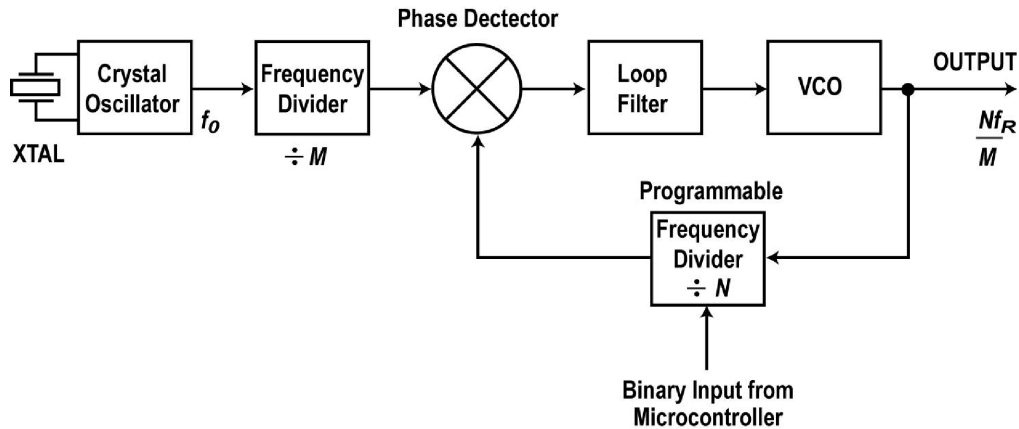 Phase Dectector
Crystal
Oscillator
f₀
XTAL
Frequency
Divider
÷ M
Loop
Filter
VCO
OUTPUT
Nf_R
M
Programmable
Frequency
Divider
÷ N
Binary Input from
Microcontroller